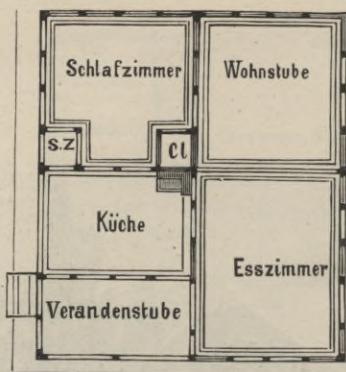 Schlafzimmer
Wohnstube
S.Z
Cl
Küche
Esszimmer
Verandenstube